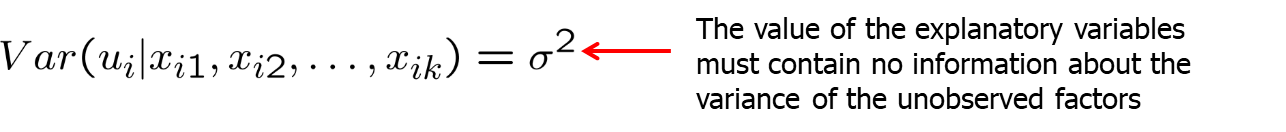 Var(u_i|x_{i1}, x_{i2}, . . . , x_{ik}) = σ^2
The value of the explanatory variables
must contain no information about the
variance of the unobserved factors